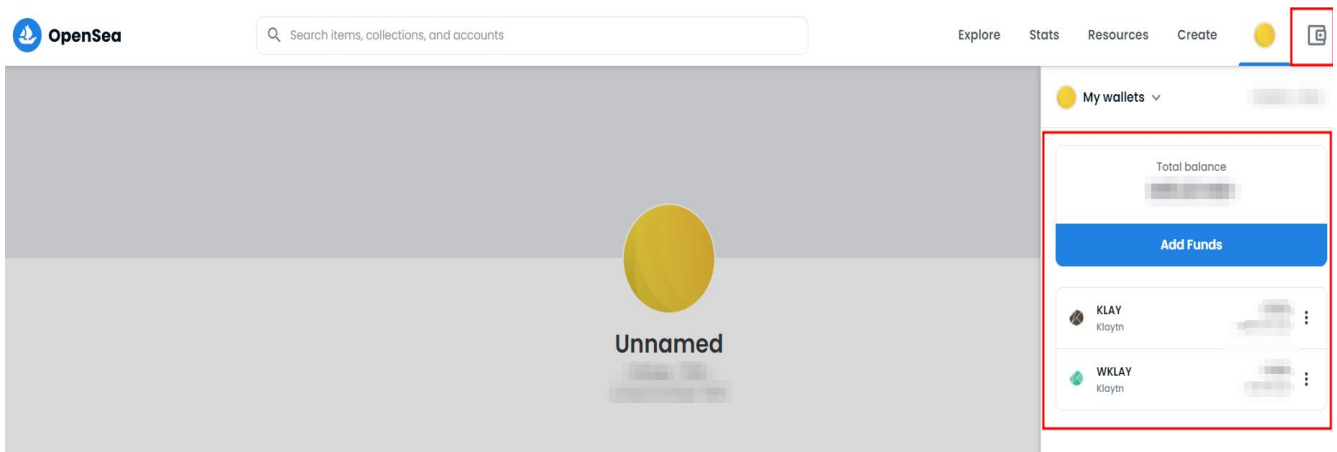 OpenSea
Search items, collections, and accounts
Explore Stats Resources Create
My wallets
Total balance
Add Funds
KLAY
Klaytn
WKLAY
Klaytn
Unnamed